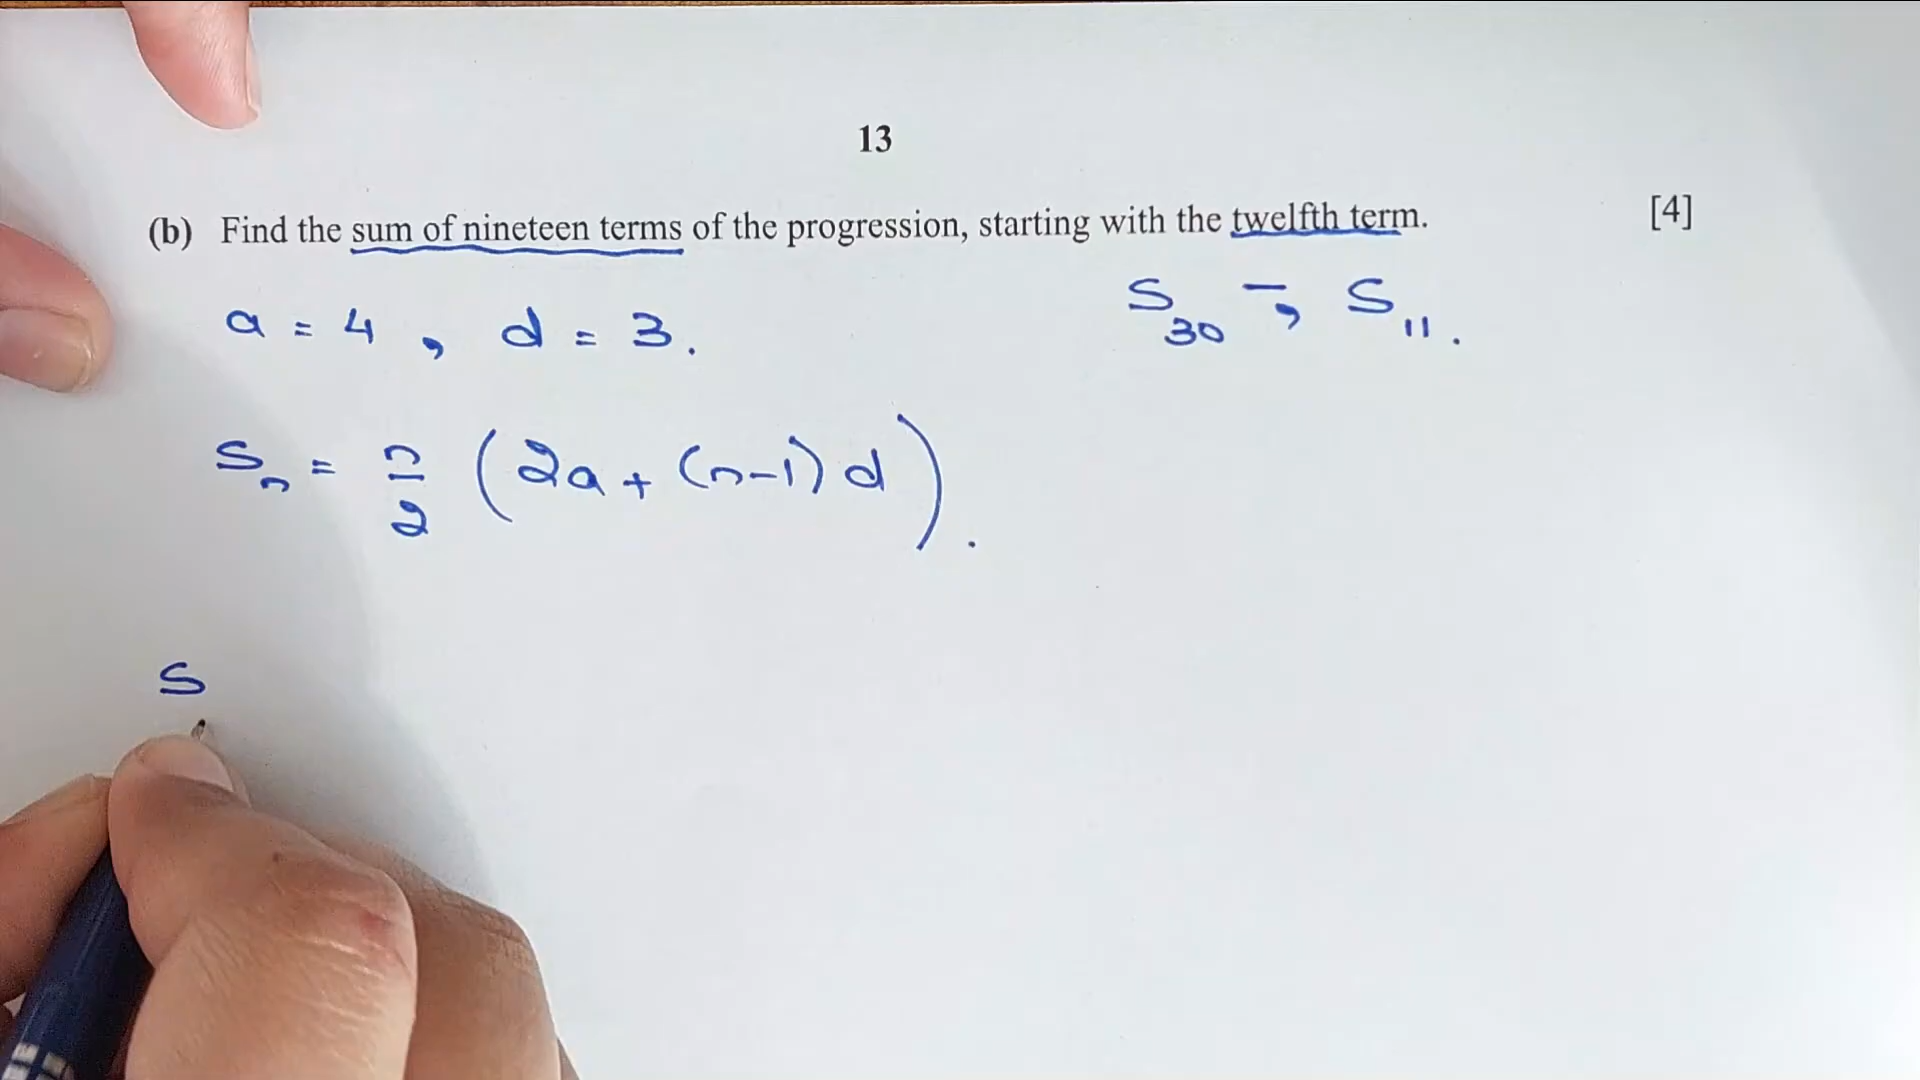 13
(b) Find the sum of nineteen terms of the progression, starting with the twelfth term. [4]
S₃₀ – , S₁₁ .
a = 4 , d = 3 .
Sₙ = n/2 (2a + (n-1) d) .
S